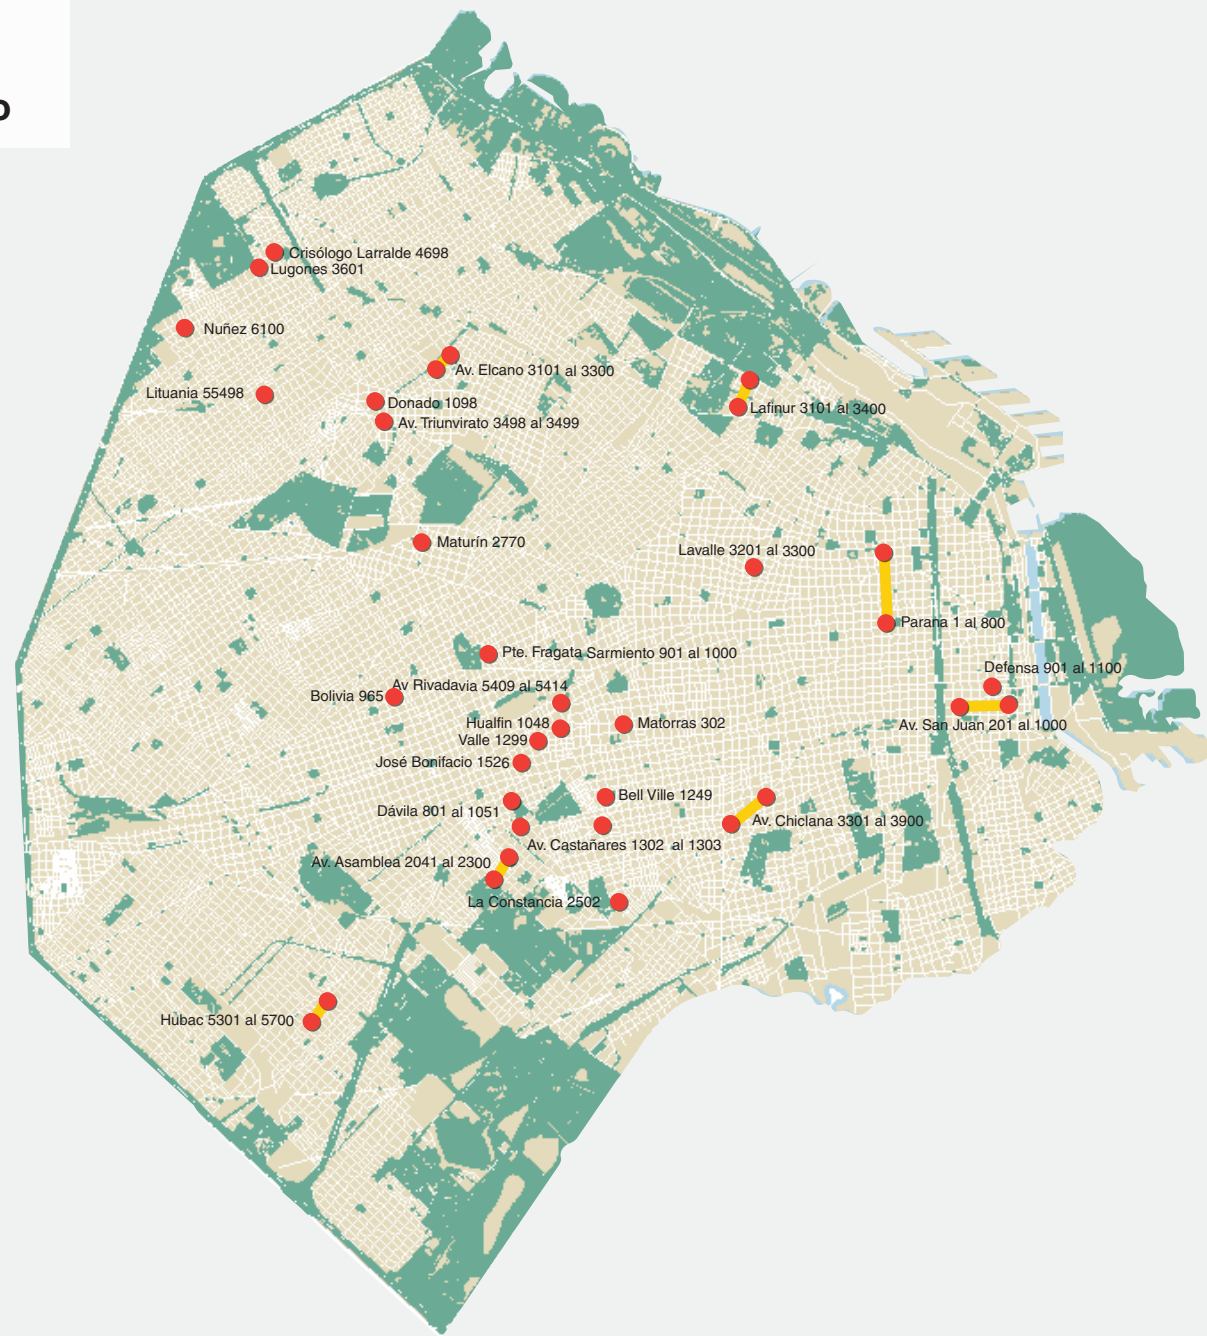 o
Crisólogo Larralde 4698
Lugones 3601
Nuñez 6100
Av. Elcano 3101 al 3300
Lituania 55498
Donado 1098
Lafinur 3101 al 3400
Av. Triunvirato 3498 al 3499
Maturín 2770
Lavalle 3201 al 3300
Parana 1 al 800
Pte. Fragata Sarmiento 901 al 1000
Defensa 901 al 1100
Av Rivadavia 5409 al 5414
Bolivia 965
Hualfin 1048
Matorras 302
Av. San Juan 201 al 1000
Valle 1299
José Bonifacio 1526
Bell Ville 1249
Dávila 801 al 1051
Av. Chiclana 3301 al 3900
Av. Castañares 1302 al 1303
Av. Asamblea 2041 al 2300
La Constancia 2502
Hubac 5301 al 5700